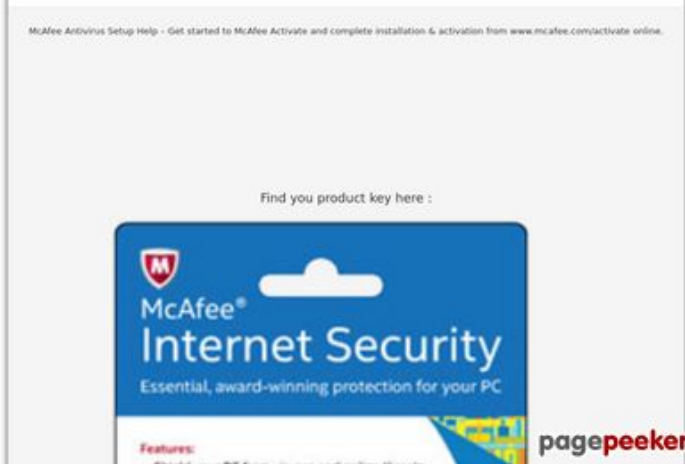 McAfee Antivirus Setup Help - Get started to McAfee Activate and complete installation & activation from www.mcafee.com/activate online.
Find you product key here :
McAfee®
Internet Security
Essential, award-winning protection for your PC
Features:
pagepeeker